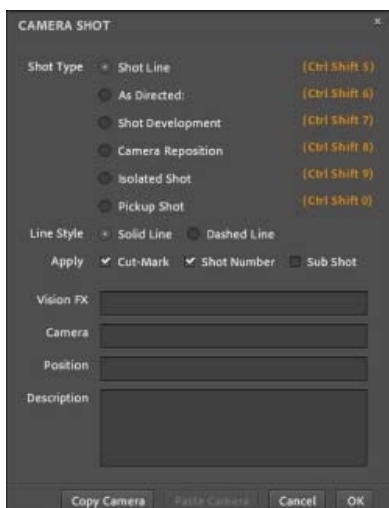 CAMERA SHOT ×
Shot Type Shot Line (Ctrl Shift 5)
As Directed: (Ctrl Shift 6)
Shot Development (Ctrl Shift 7)
Camera Reposition (Ctrl Shift 8)
Isolated Shot (Ctrl Shift 9)
Pickup Shot (Ctrl Shift 0)
Line Style Solid Line Dashed Line
Apply Cut-Mark Shot Number Sub Shot
Vision FX
Camera
Position
Description
Copy Camera Paste Camera Cancel OK